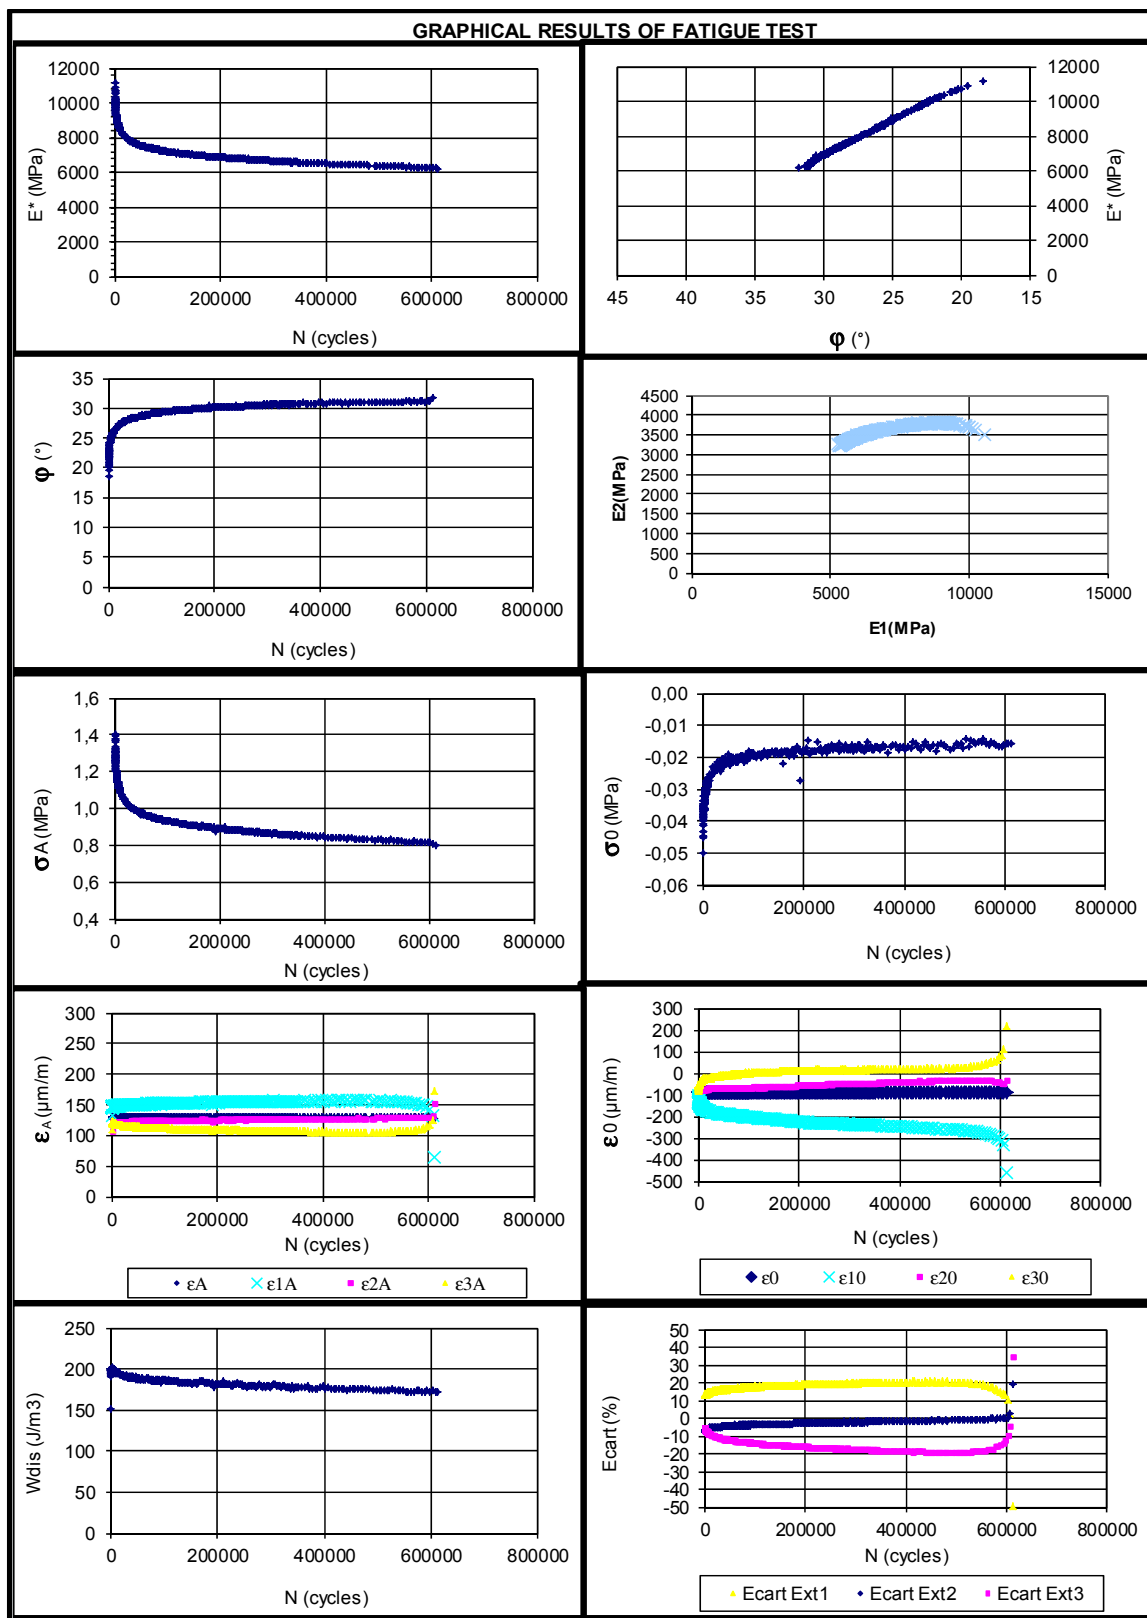 GRAPHICAL RESULTS OF FATIGUE TEST
12000
10000
8000
6000
4000
2000
0
E* (MPa)
0 200000 400000 600000 800000
N (cycles)
12000
10000
8000
6000
4000
2000
0
E* (MPa)
45 40 35 30 25 20 15
φ (°)
35
30
25
20
15
10
5
0
φ (°)
0 200000 400000 600000 800000
N (cycles)
4500
4000
3500
3000
2500
2000
1500
1000
500
0
E2(MPa)
0 5000 10000 15000
E1(MPa)
1,6
1,4
1,2
1,0
0,8
0,6
0,4
σA (MPa)
0 200000 400000 600000 800000
N (cycles)
0,00
-0,01
-0,02
-0,03
-0,04
-0,05
-0,06
σ0 (MPa)
0 200000 400000 600000 800000
N (cycles)
300
250
200
150
100
50
0
εA (µm/m)
0 200000 400000 600000 800000
N (cycles)
εA ε1A ε2A ε3A
300
200
100
0
-100
-200
-300
-400
-500
ε0 (µm/m)
0 200000 400000 600000 800000
N (cycles)
ε0 ε10 ε20 ε30
250
200
150
100
50
0
Wdis (J/m3)
0 200000 400000 600000 800000
N (cycles)
50
40
30
20
10
0
-10
-20
-30
-40
-50
Ecart (%)
0 200000 400000 600000 800000
N (cycles)
Ecart Ext1 Ecart Ext2 Ecart Ext3